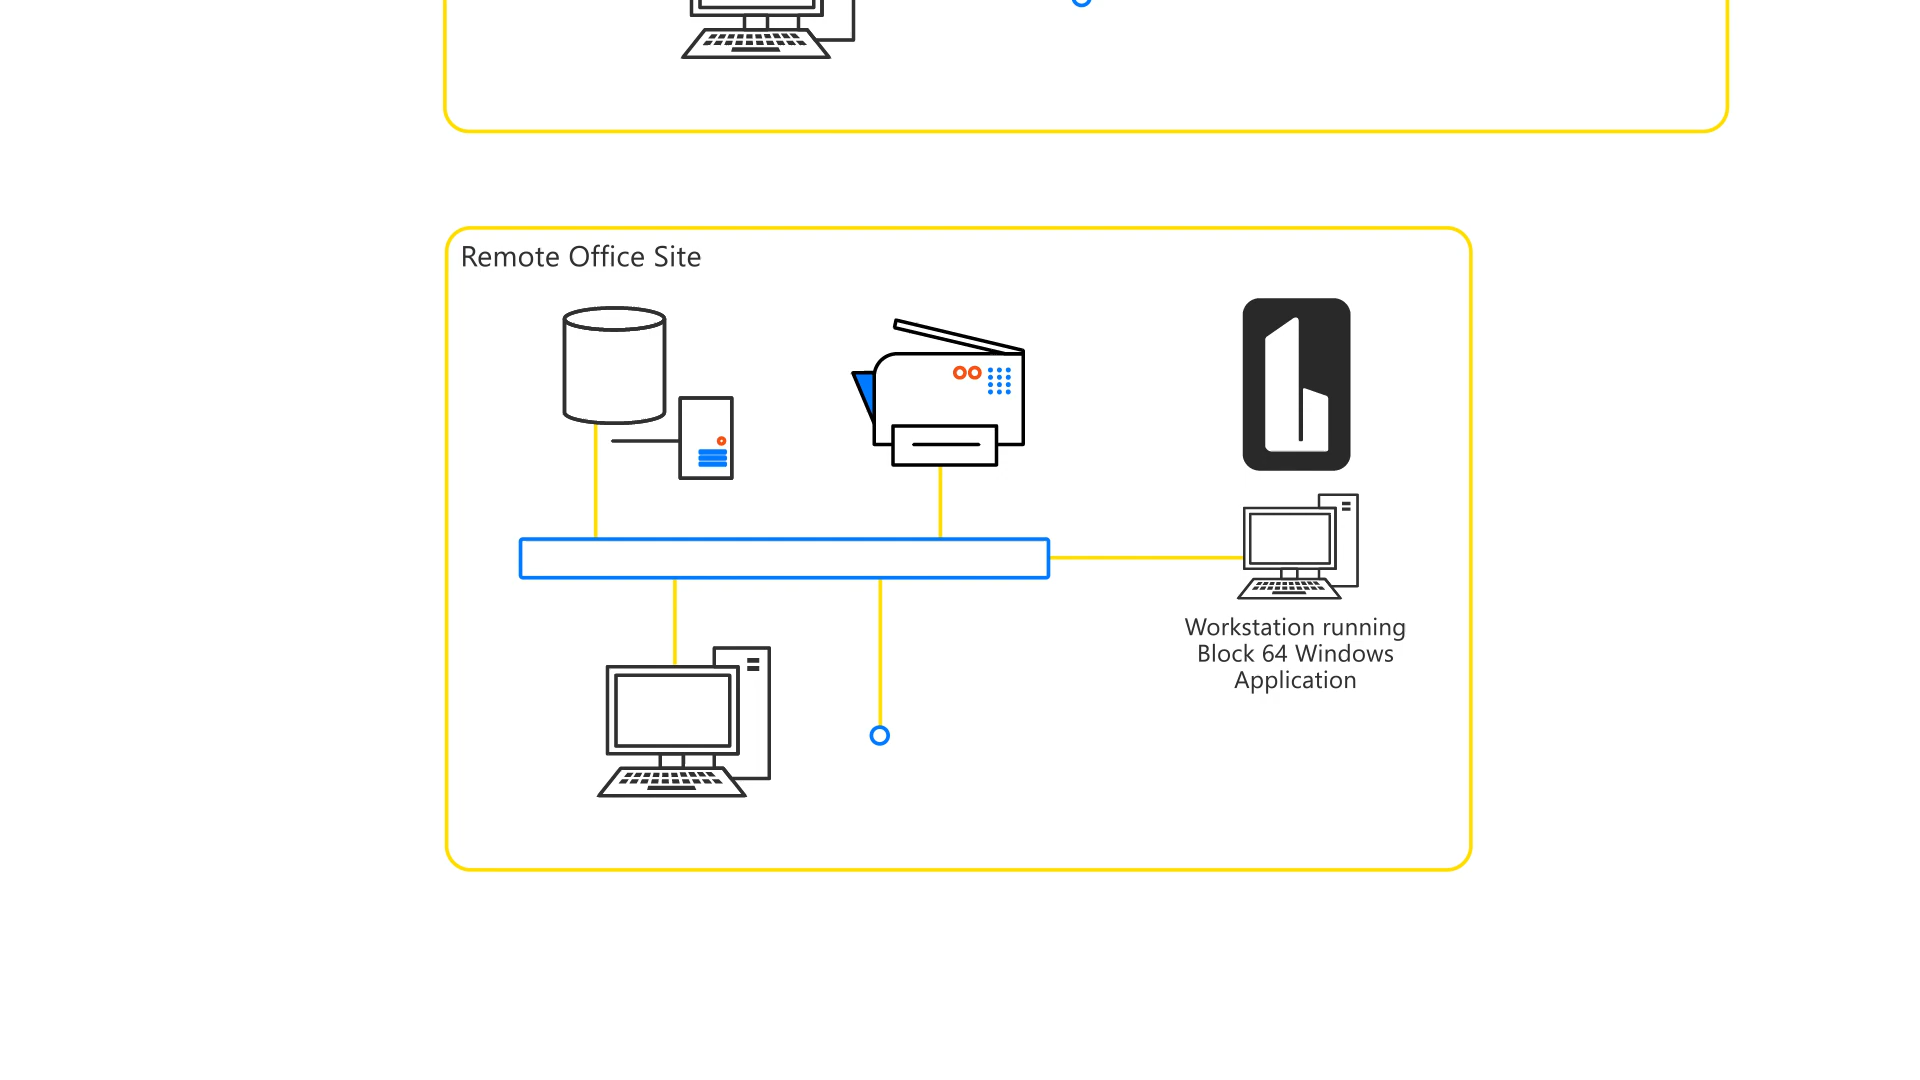 Remote Office Site
Workstation running
Block 64 Windows
Application